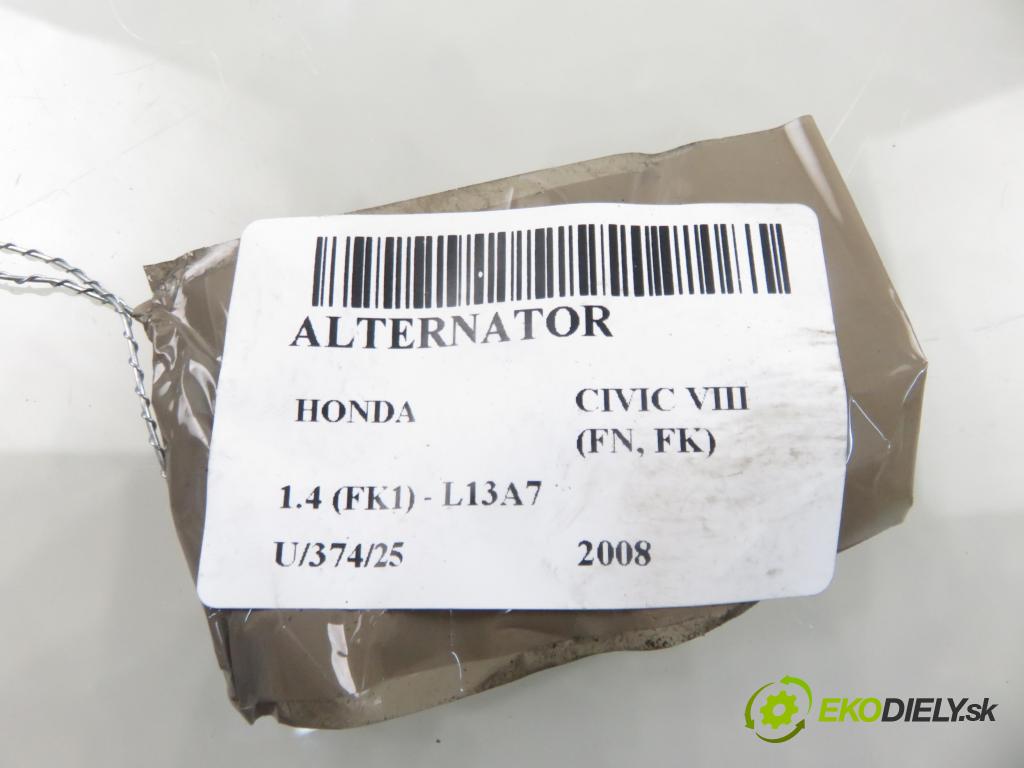 ALTERNATOR
HONDA
CIVIC VIII
(FN, FK)
1.4 (FK1) - L13A7
U/374/25
2008
EKODIELY.sk